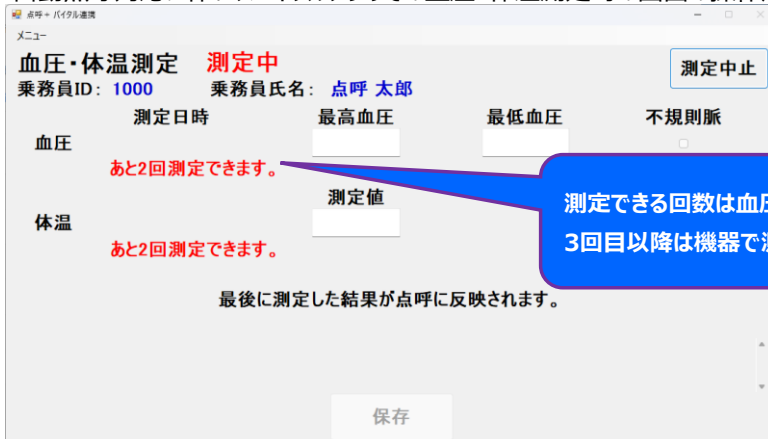 点呼+バイタル連携
メニュー
血圧・体温測定 測定中
測定中止
乗務員ID: 1000 乗務員氏名: 点呼 太郎
測定日時 最高血圧 最低血圧 不規則脈
血圧
あと2回測定できます。
測定できる回数は血圧
3回目以降は機器で測
測定値
体温
あと2回測定できます。
最後に測定した結果が点呼に反映されます。
保存